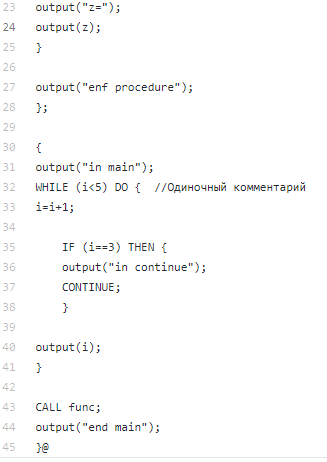 23 output("z=");
24 output(z);
25 }
26
27 output("enf procedure");
28 };
29
30 {
31 output("in main");
32 WHILE (i<5) DO {  //Одиночный комментарий
33 i=i+1;
34
35     IF (i==3) THEN {
36     output("in continue");
37     CONTINUE;
38     }
39
40 output(i);
41 }
42
43 CALL func;
44 output("end main");
45 }@